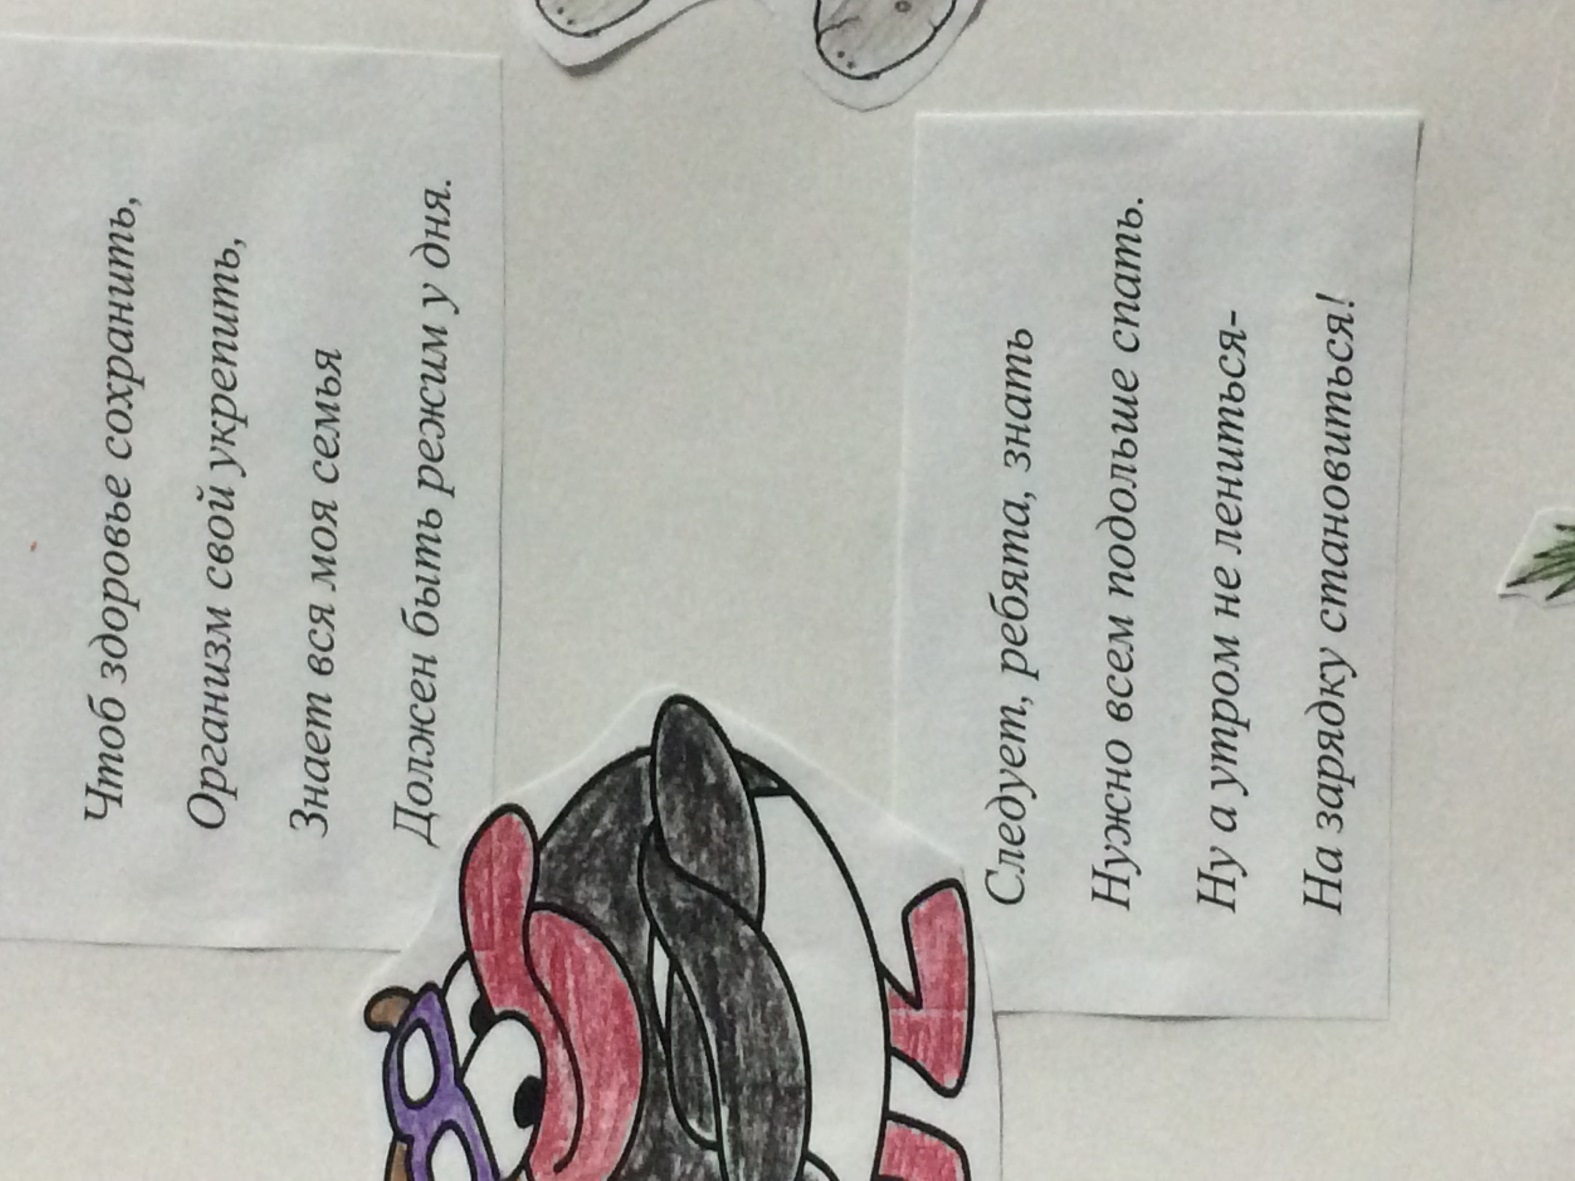 Чтоб здоровье сохранить,
Организм свой укрепить,
Знает вся моя семья
Должен быть режим у дня.
Следует, ребята, знать
Нужно всем подольше спать.
Ну а утром не лениться-
На зарядку становиться!